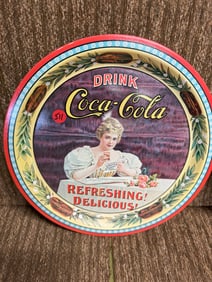 DRINK
Coca-Cola
5¢
REFRESHING!
DELICIOUS!